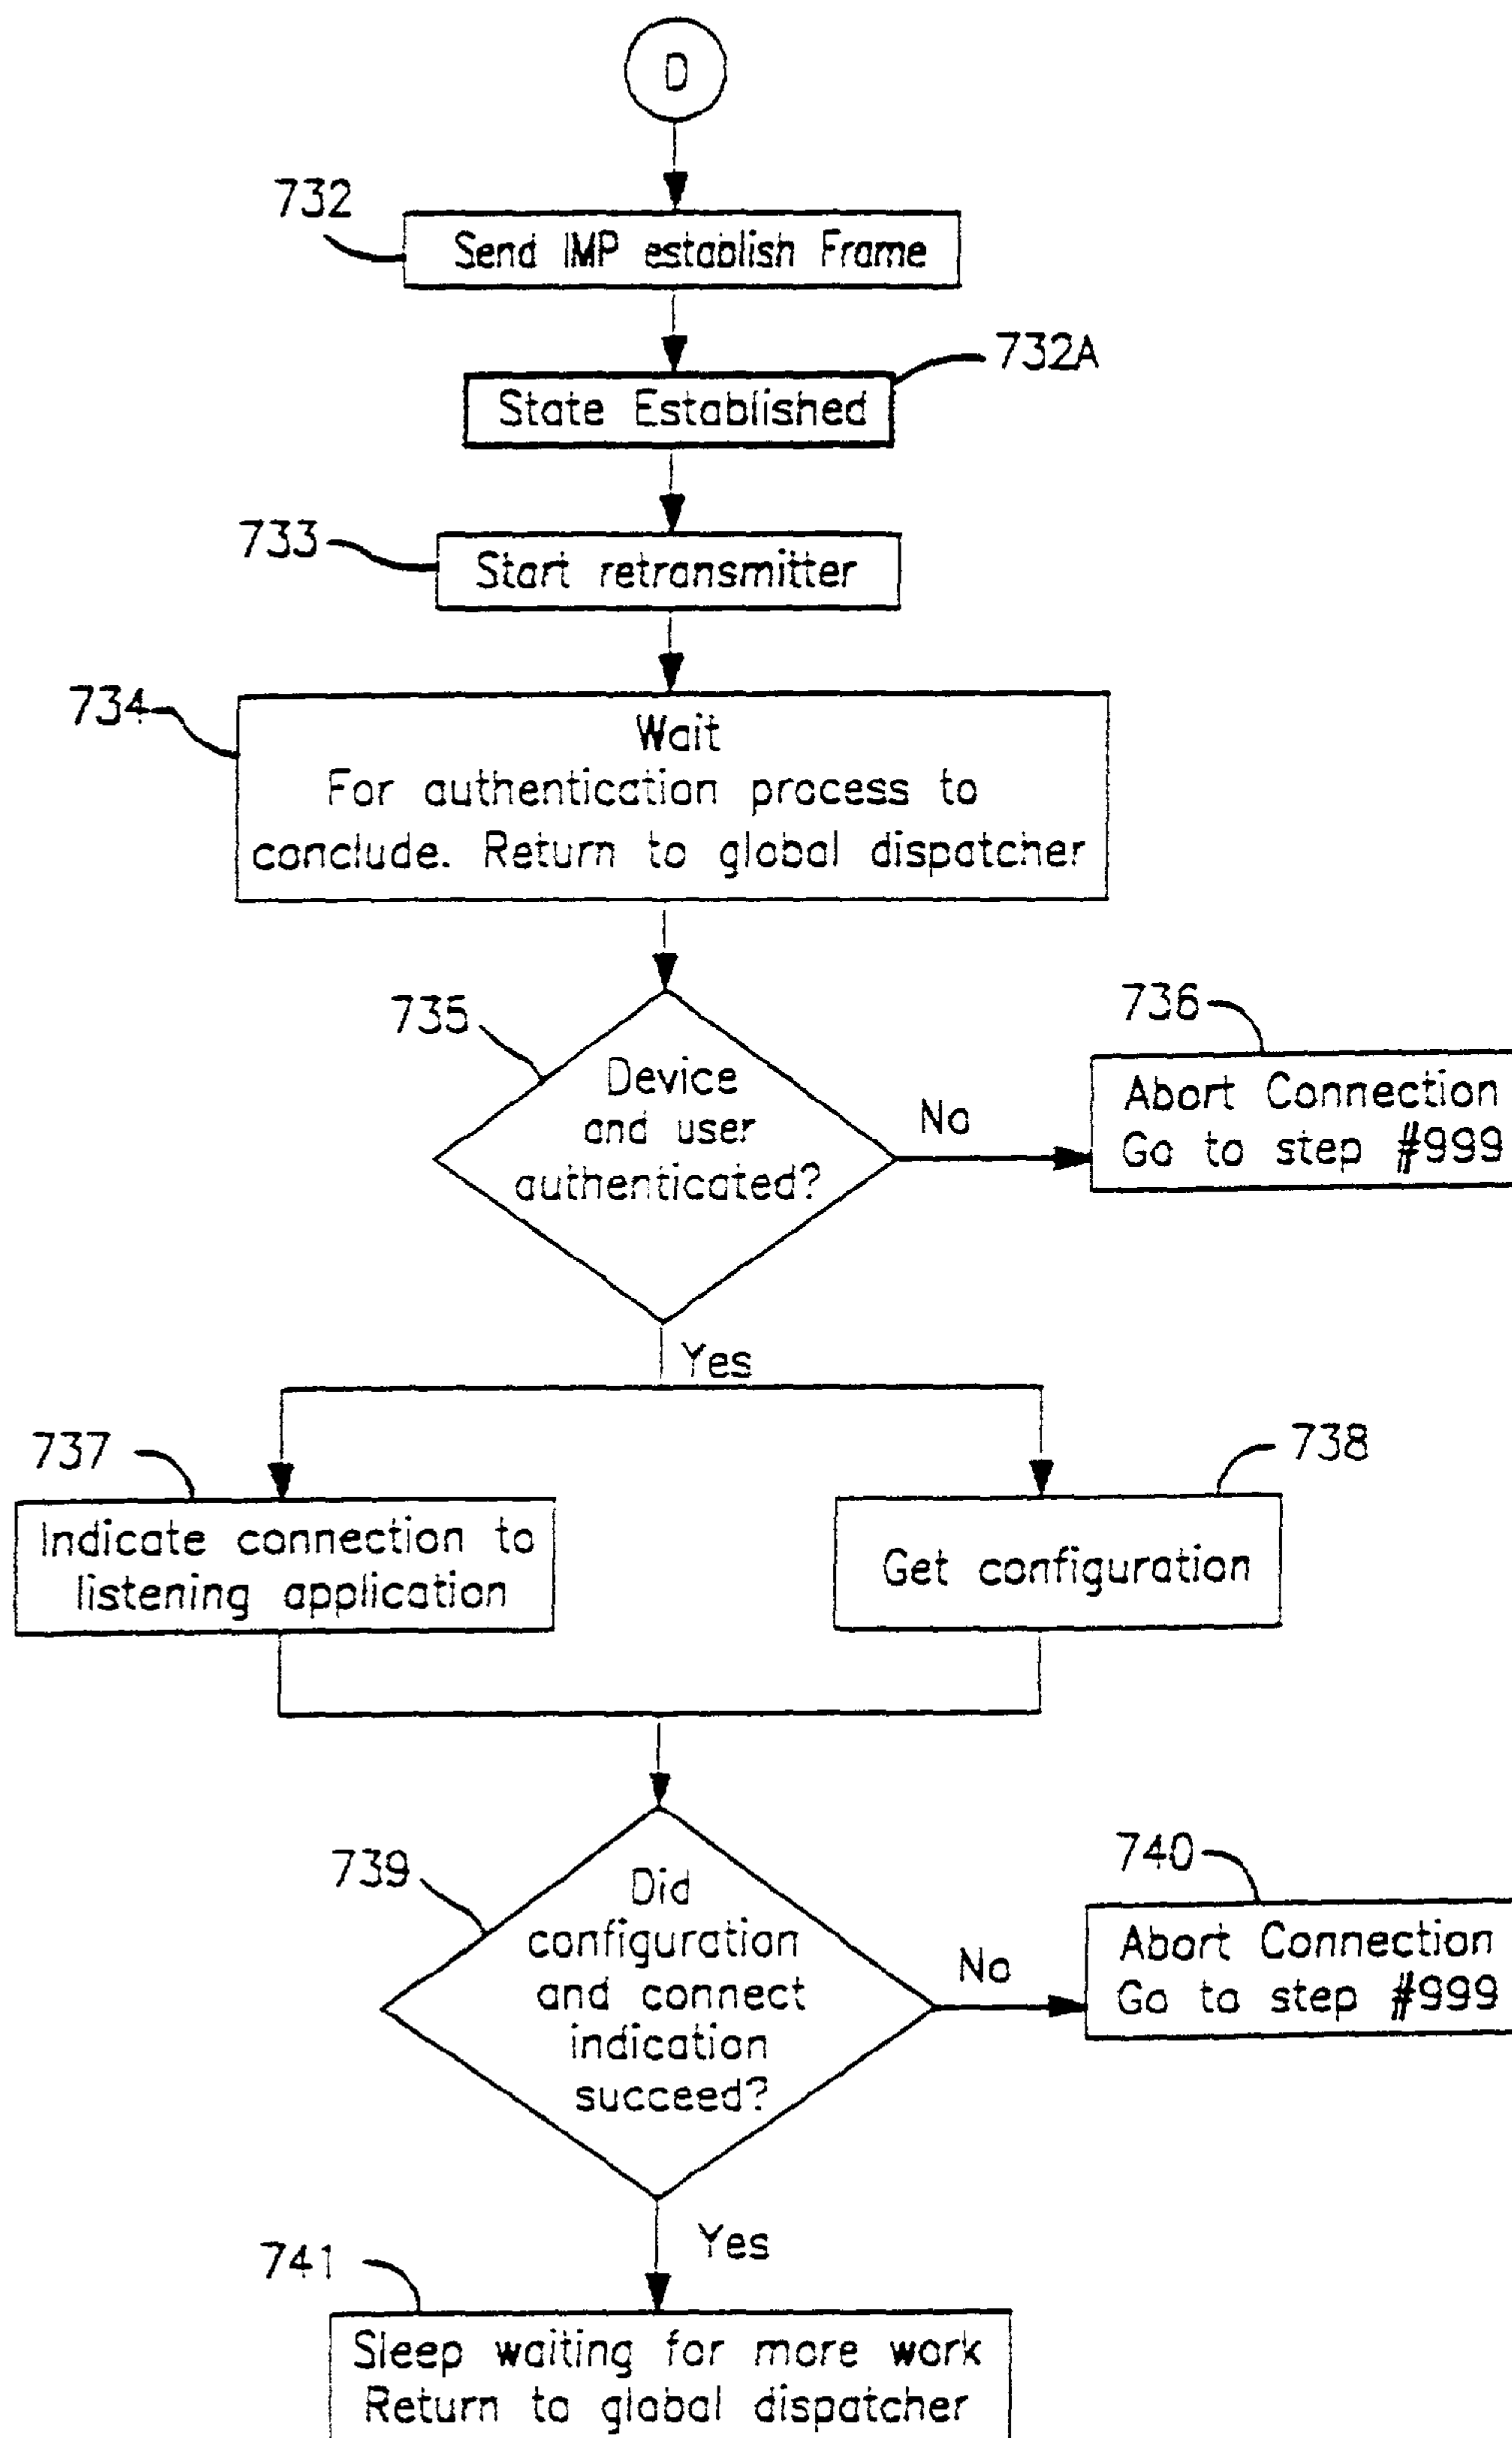 D
732
Send IMP establish Frame
732A
State Established
733
Start retransmitter
734
Wait
For authentication process to
conclude. Return to global dispatcher
735
Device
and user
authenticated?
No
736
Abort Connection
Go to step #999
Yes
737
Indicate connection to
listening application
738
Get configuration
739
Did
configuration
and connect
indication
succeed?
No
740
Abort Connection
Go to step #999
Yes
741
Sleep waiting for more work
Return to global dispatcher